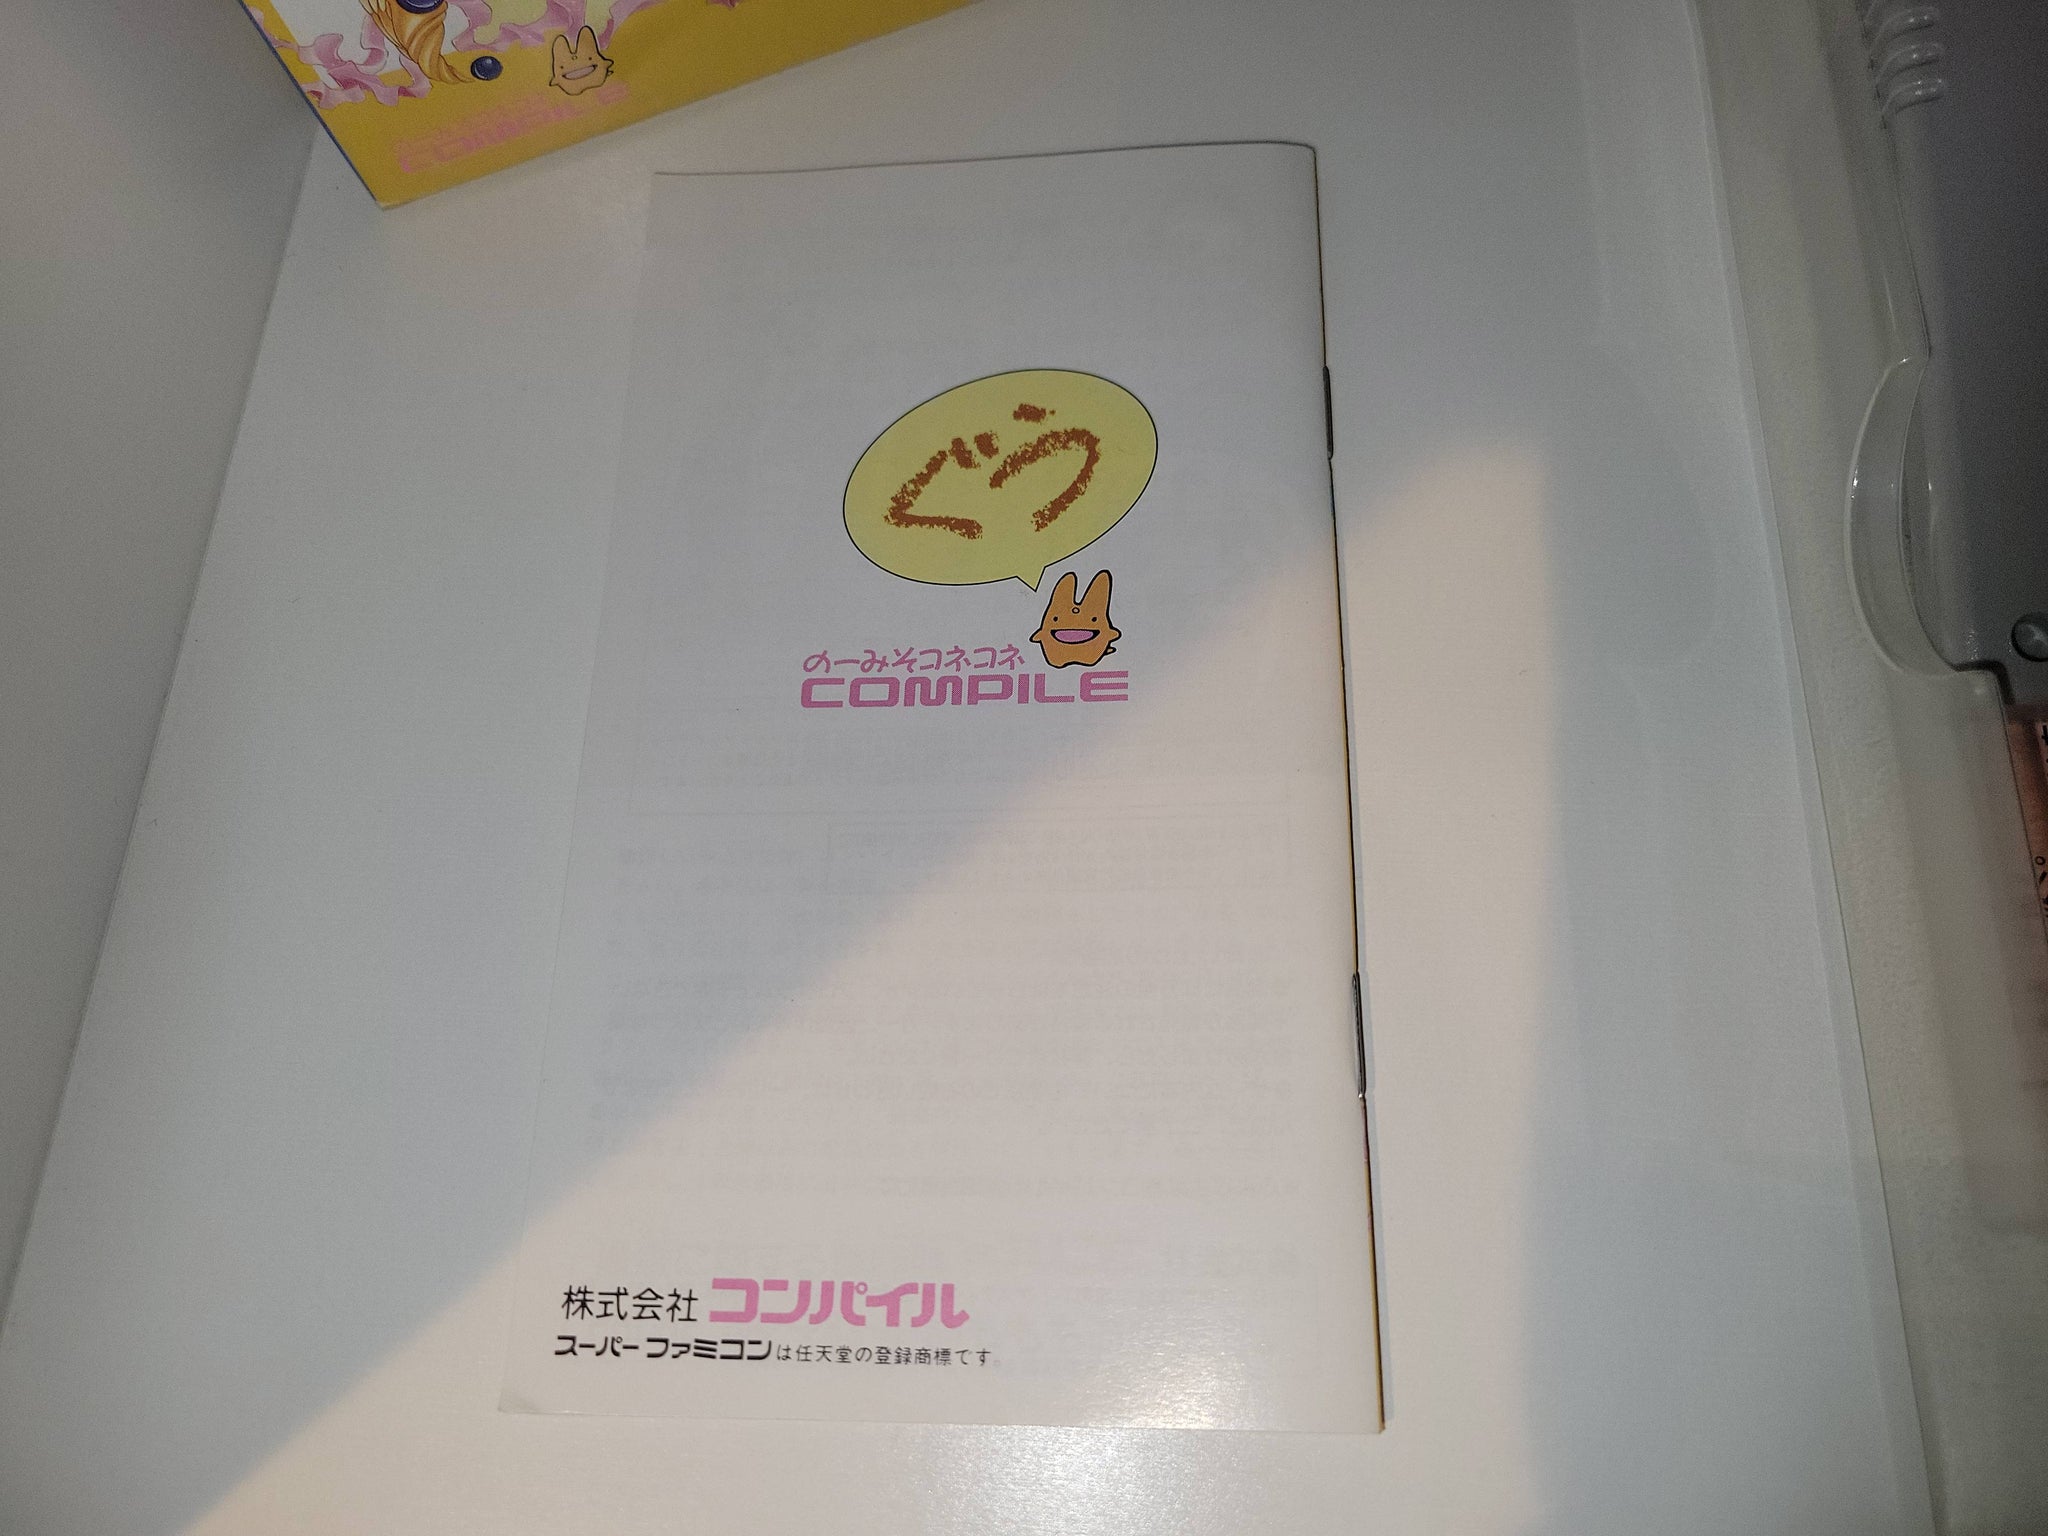 COMPILE
ぐう
のーみそコネコネ
COMPILE
株式会社 コンパイル
スーパーファミコンは任天堂の登録商標です。